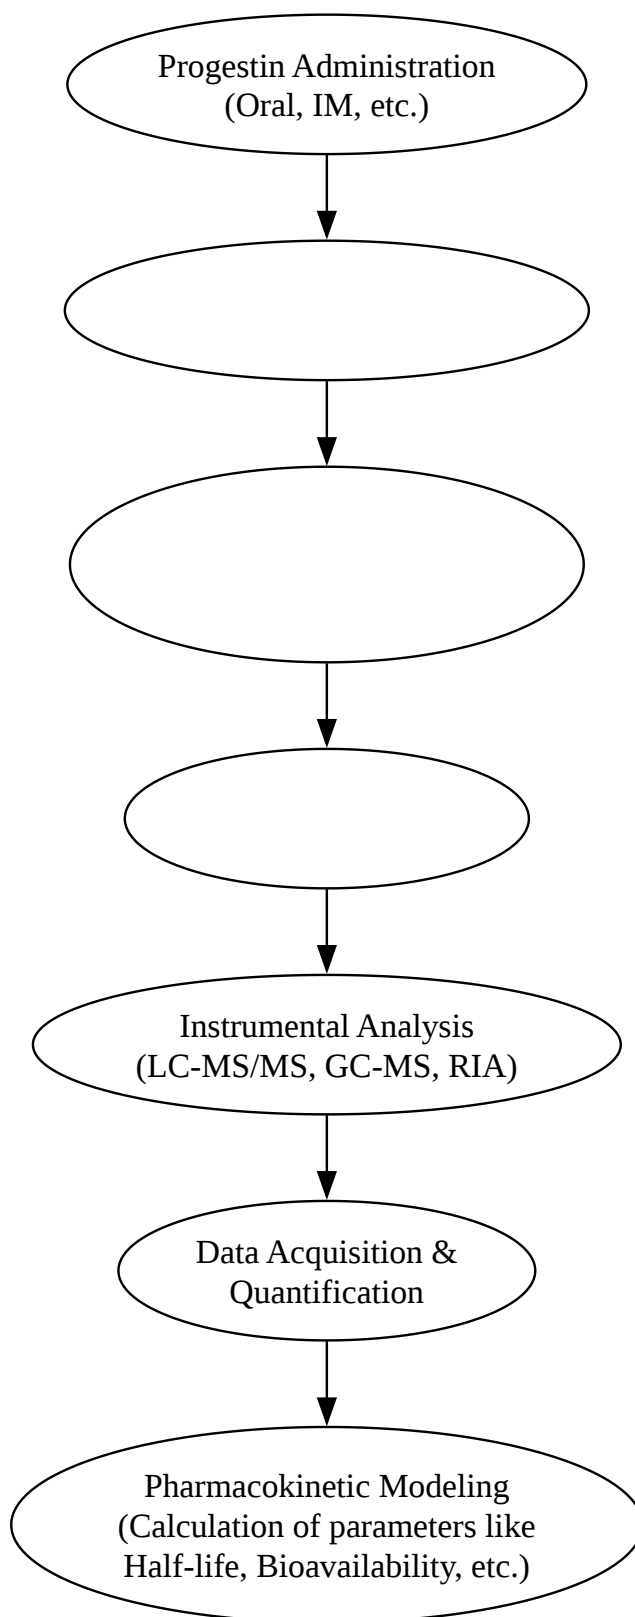 Progestin Administration
(Oral, IM, etc.)
Instrumental Analysis
(LC-MS/MS, GC-MS, RIA)
Data Acquisition &
Quantification
Pharmacokinetic Modeling
(Calculation of parameters like
Half-life, Bioavailability, etc.)